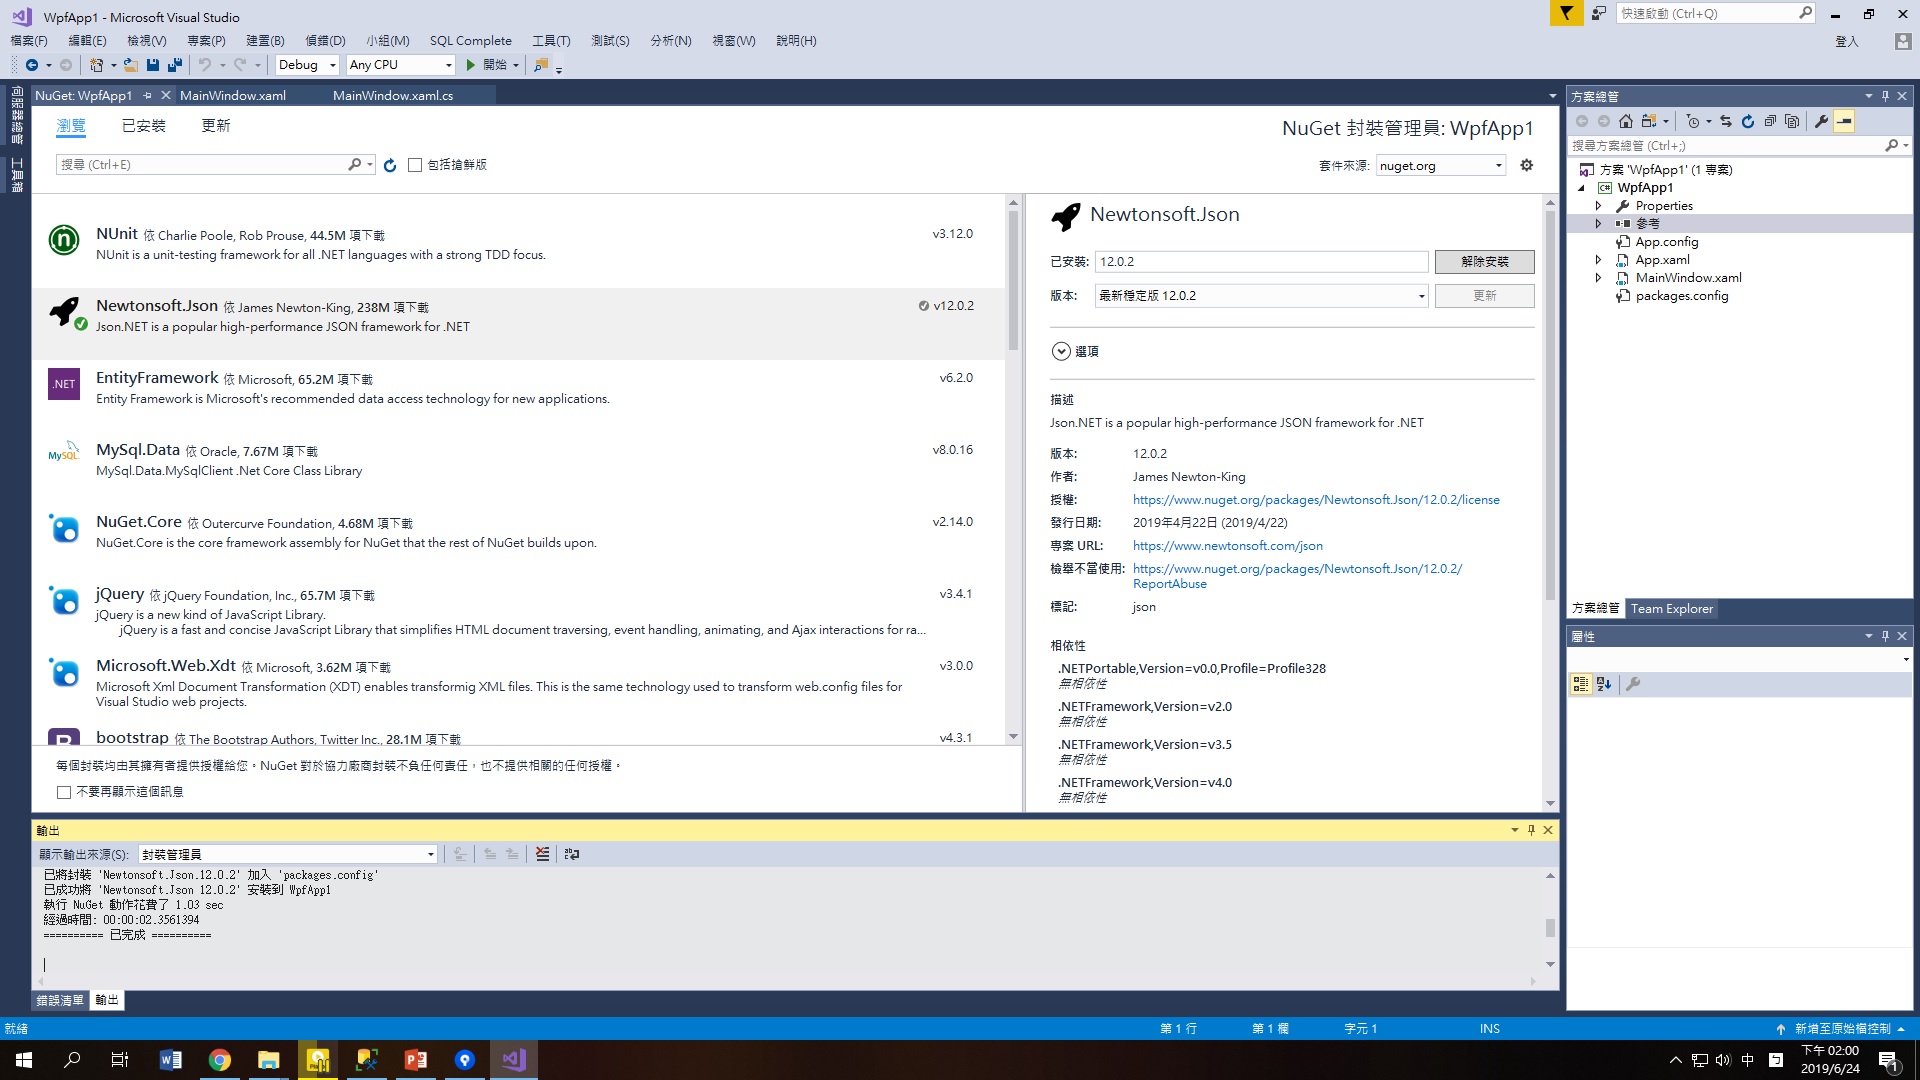 WpfApp1 - Microsoft Visual Studio
快速啟動 (Ctrl+Q)
檔案(F) 編輯(E) 檢視(V) 專案(P) 建置(B) 偵錯(D) 小組(M) SQL Complete 工具(T) 測試(S) 分析(N) 視窗(W) 說明(H)
登入
Debug Any CPU 開始
伺服器總管
工具箱
NuGet: WpfApp1 MainWindow.xaml MainWindow.xaml.cs
瀏覽 已安裝 更新
NuGet 封裝管理員: WpfApp1
搜尋 (Ctrl+E) 包括搶鮮版
套件來源: nuget.org
NUnit 依 Charlie Poole, Rob Prouse, 44.5M 項下載 v3.12.0
NUnit is a unit-testing framework for all .NET languages with a strong TDD focus.
Newtonsoft.Json 依 James Newton-King, 238M 項下載 v12.0.2
Json.NET is a popular high-performance JSON framework for .NET
.NET
EntityFramework 依 Microsoft, 65.2M 項下載 v6.2.0
Entity Framework is Microsoft's recommended data access technology for new applications.
MySQL
MySql.Data 依 Oracle, 7.67M 項下載 v8.0.16
MySql.Data.MySqlClient .Net Core Class Library
NuGet.Core 依 Outercurve Foundation, 4.68M 項下載 v2.14.0
NuGet.Core is the core framework assembly for NuGet that the rest of NuGet builds upon.
jQuery 依 jQuery Foundation, Inc., 65.7M 項下載 v3.4.1
jQuery is a new kind of JavaScript Library.
jQuery is a fast and concise JavaScript Library that simplifies HTML document traversing, event handling, animating, and Ajax interactions for ra...
Microsoft.Web.Xdt 依 Microsoft, 3.62M 項下載 v3.0.0
Microsoft Xml Document Transformation (XDT) enables transformig XML files. This is the same technology used to transform web.config files for
Visual Studio web projects.
bootstrap 依 The Bootstrap Authors, Twitter Inc., 28.1M 項下載 v4.3.1
每個封裝均由其擁有者提供授權給您。NuGet 對於協力廠商封裝不負任何責任，也不提供相關的任何授權。
不要再顯示這個訊息
Newtonsoft.Json
已安裝: 12.0.2 解除安裝
版本: 最新穩定版 12.0.2 更新
選項
描述
Json.NET is a popular high-performance JSON framework for .NET
版本: 12.0.2
作者: James Newton-King
授權: https://www.nuget.org/packages/Newtonsoft.Json/12.0.2/license
發行日期: 2019年4月22日 (2019/4/22)
專案 URL: https://www.newtonsoft.com/json
檢舉不當使用: https://www.nuget.org/packages/Newtonsoft.Json/12.0.2/
ReportAbuse
標記: json
相依性
.NETPortable,Version=v0.0,Profile=Profile328
無相依性
.NETFramework,Version=v2.0
無相依性
.NETFramework,Version=v3.5
無相依性
.NETFramework,Version=v4.0
無相依性
方案總管
搜尋方案總管 (Ctrl+;)
方案 'WpfApp1' (1 專案)
WpfApp1
Properties
參考
App.config
App.xaml
MainWindow.xaml
packages.config
方案總管 Team Explorer
屬性
輸出
顯示輸出來源(S): 封裝管理員
已將封裝 'Newtonsoft.Json.12.0.2' 加入 'packages.config'
已成功將 'Newtonsoft.Json 12.0.2' 安裝到 WpfApp1
執行 NuGet 動作花費了 1.03 sec
經過時間: 00:00:02.3561394
========== 已完成 ==========
錯誤清單 輸出
就緒 第 1 行 第 1 欄 字元 1 INS 新增至原始檔控制
中
下午 02:00
2019/6/24
1